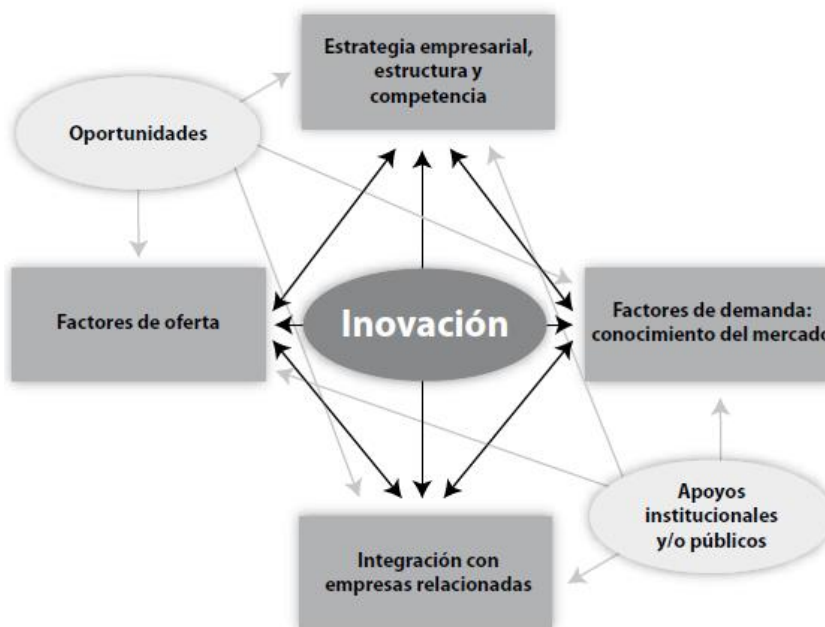 Estrategia empresarial,
estructura y
competencia
Oportunidades
Factores de oferta
Inovación
Factores de demanda:
conocimiento del mercado
Apoyos
institucionales
y/o públicos
Integración con
empresas relacionadas